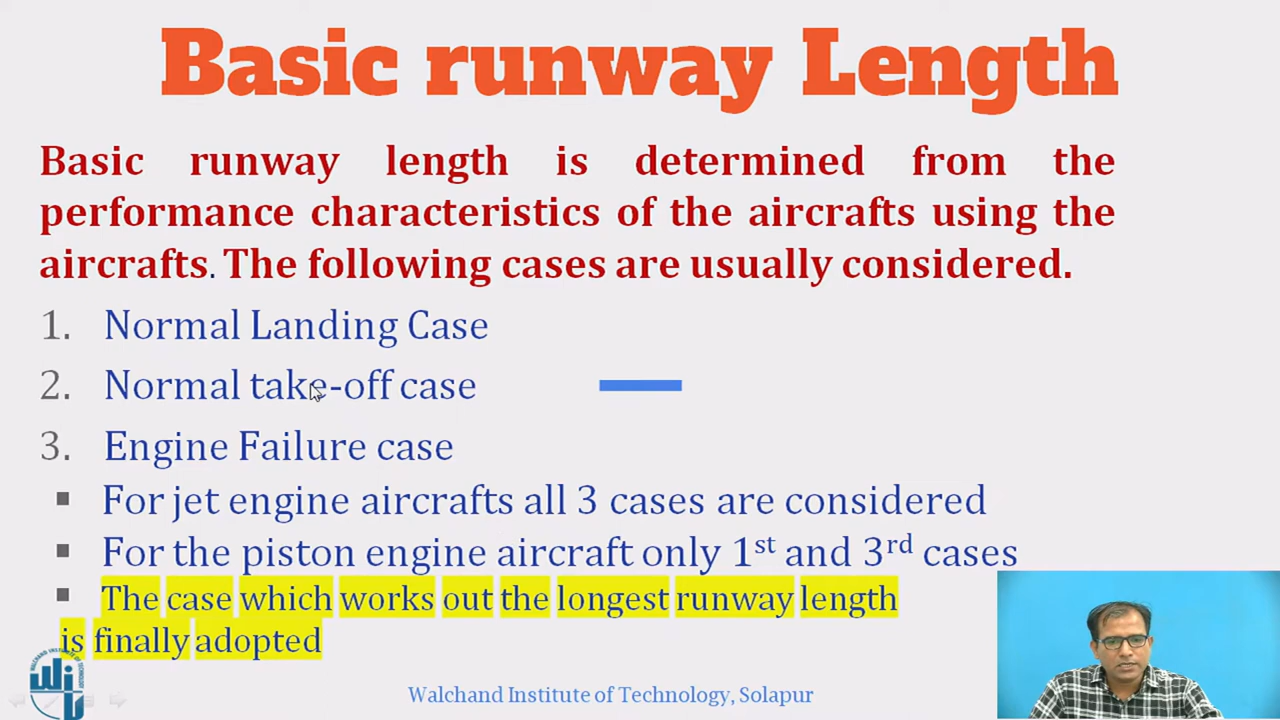 Basic runway Length
Basic runway length is determined from the
performance characteristics of the aircrafts using the
aircrafts. The following cases are usually considered.
1. Normal Landing Case
2. Normal take-off case
3. Engine Failure case
▪ For jet engine aircrafts all 3 cases are considered
▪ For the piston engine aircraft only 1st and 3rd cases
▪ The case which works out the longest runway length
is finally adopted
Walchand Institute of Technology, Solapur